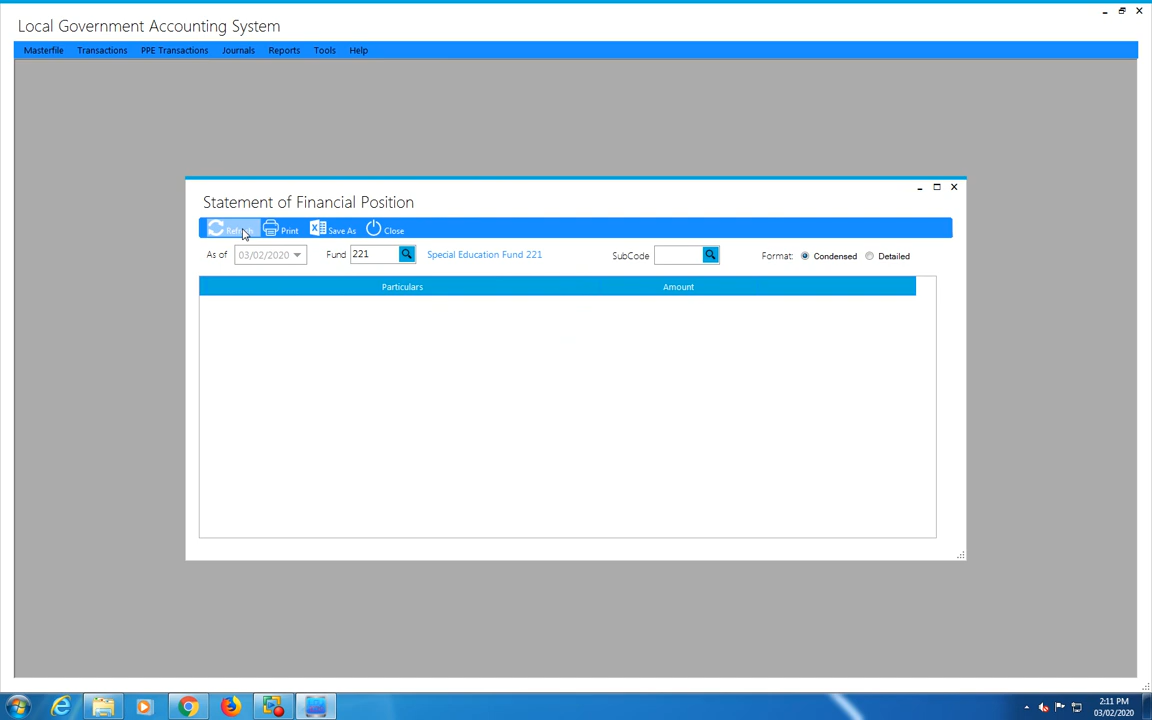 Local Government Accounting System
Masterfile Transactions PPE Transactions Journals Reports Tools Help
Statement of Financial Position
Refresh Print Save As Close
As of 03/02/2020 Fund 221 Special Education Fund 221 SubCode Format: Condensed Detailed
Particulars Amount
2:11 PM
03/02/2020